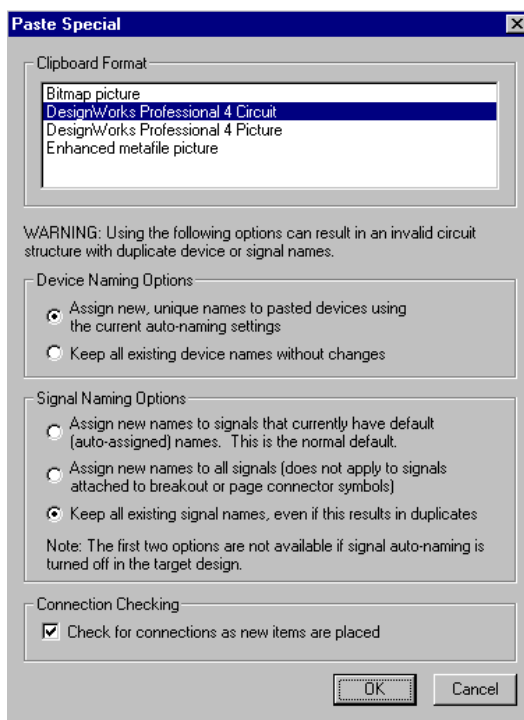 Paste Special
Clipboard Format
Bitmap picture
DesignWorks Professional 4 Circuit
DesignWorks Professional 4 Picture
Enhanced metafile picture
WARNING: Using the following options can result in an invalid circuit
structure with duplicate device or signal names.
Device Naming Options
Assign new, unique names to pasted devices using
the current auto-naming settings
Keep all existing device names without changes
Signal Naming Options
Assign new names to signals that currently have default
(auto-assigned) names. This is the normal default.
Assign new names to all signals (does not apply to signals
attached to breakout or page connector symbols)
Keep all existing signal names, even if this results in duplicates
Note: The first two options are not available if signal auto-naming is
turned off in the target design.
Connection Checking
Check for connections as new items are placed
OK
Cancel